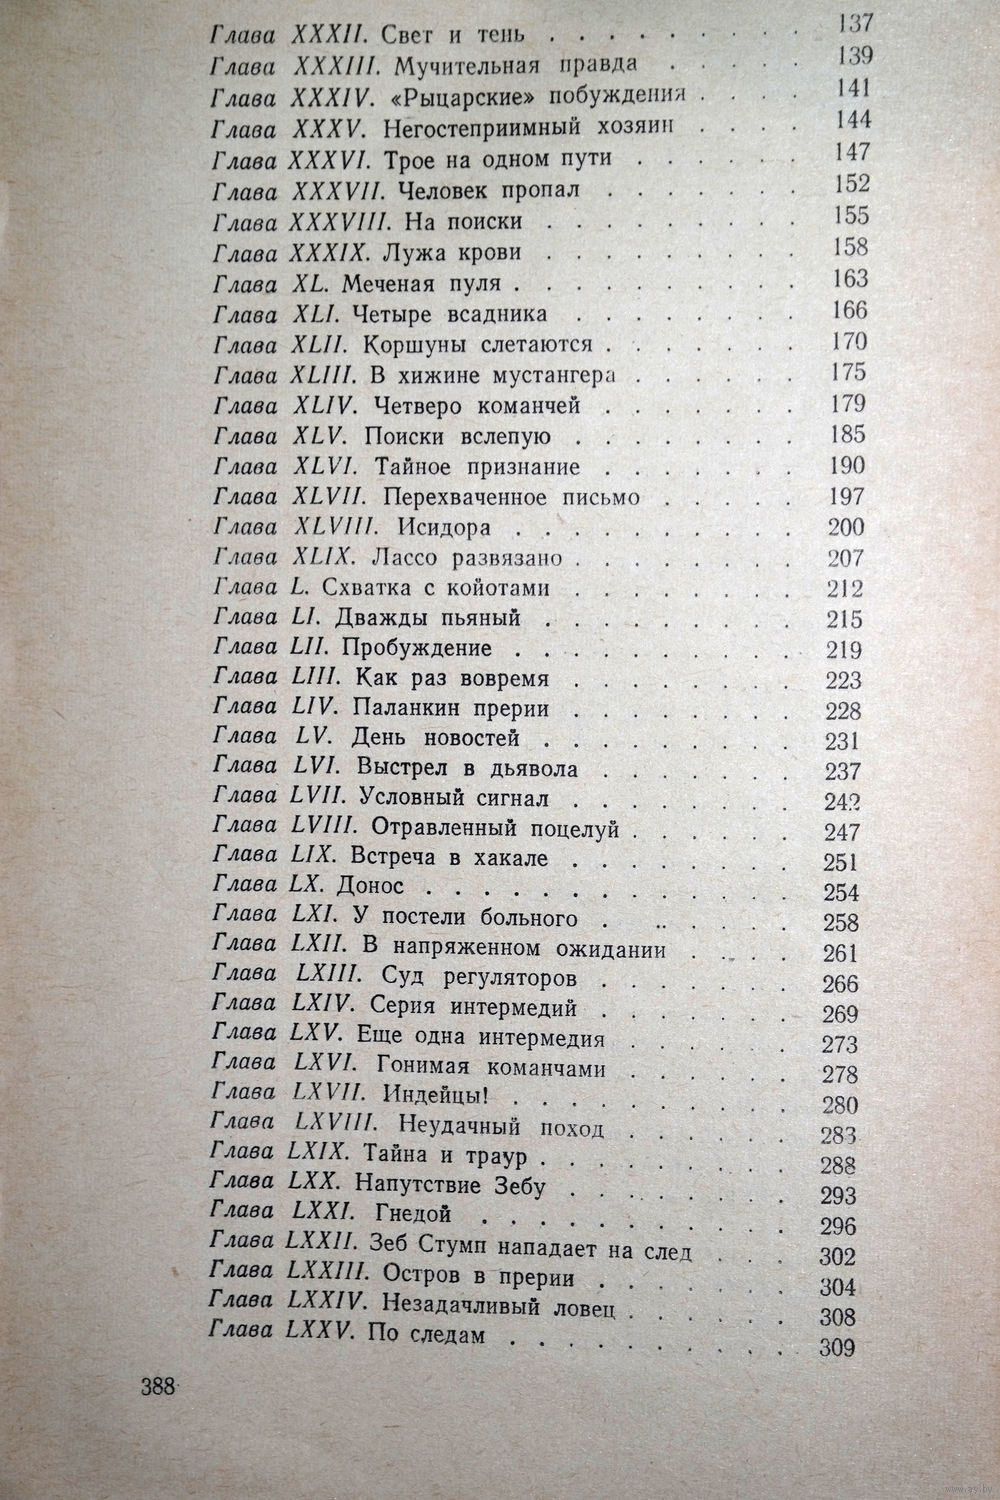 Глава XXXII. Свет и тень . . . . . . . . . 137
Глава XXXIII. Мучительная правда . . . . . 139
Глава XXXIV. «Рыцарские» побуждения . . . . 141
Глава XXXV. Негостеприимный хозяин . . . . 144
Глава XXXVI. Трое на одном пути . . . . . . 147
Глава XXXVII. Человек пропал . . . . . . . 152
Глава XXXVIII. На поиски . . . . . . . . . 155
Глава XXXIX. Лужа крови . . . . . . . . . 158
Глава XL. Меченая пуля . . . . . . . . . . 163
Глава XLI. Четыре всадника . . . . . . . . 166
Глава XLII. Коршуны слетаются . . . . . . . 170
Глава XLIII. В хижине мустангера . . . . . . 175
Глава XLIV. Четверо команчей . . . . . . . 179
Глава XLV. Поиски вслепую . . . . . . . . 185
Глава XLVI. Тайное признание . . . . . . . 190
Глава XLVII. Перехваченное письмо . . . . . 197
Глава XLVIII. Исидора . . . . . . . . . . 200
Глава XLIX. Лассо развязано . . . . . . . . 207
Глава L. Схватка с койотами . . . . . . . . 212
Глава LI. Дважды пьяный . . . . . . . . . 215
Глава LII. Пробуждение . . . . . . . . . . 219
Глава LIII. Как раз вовремя . . . . . . . . 223
Глава LIV. Паланкин прерии . . . . . . . . 228
Глава LV. День новостей . . . . . . . . . 231
Глава LVI. Выстрел в дьявола . . . . . . . 237
Глава LVII. Условный сигнал . . . . . . . . 242
Глава LVIII. Отравленный поцелуй . . . . . . 247
Глава LIX. Встреча в хакале . . . . . . . . 251
Глава LX. Донос . . . . . . . . . . . . . 254
Глава LXI. У постели больного . . . . . . . 258
Глава LXII. В напряженном ожидании . . . . 261
Глава LXIII. Суд регуляторов . . . . . . . 266
Глава LXIV. Серия интермедий . . . . . . . 269
Глава LXV. Еще одна интермедия . . . . . . 273
Глава LXVI. Гонимая команчами . . . . . . 278
Глава LXVII. Индейцы! . . . . . . . . . . 280
Глава LXVIII. Неудачный поход . . . . . . 283
Глава LXIX. Тайна и траур . . . . . . . . . 288
Глава LXX. Напутствие Зебу . . . . . . . . 293
Глава LXXI. Гнедой . . . . . . . . . . . 296
Глава LXXII. Зеб Стумп нападает на след . . . 302
Глава LXXIII. Остров в прерии . . . . . . . 304
Глава LXXIV. Незадачливый ловец . . . . . . 308
Глава LXXV. По следам . . . . . . . . . . 309
388
www.ay.by